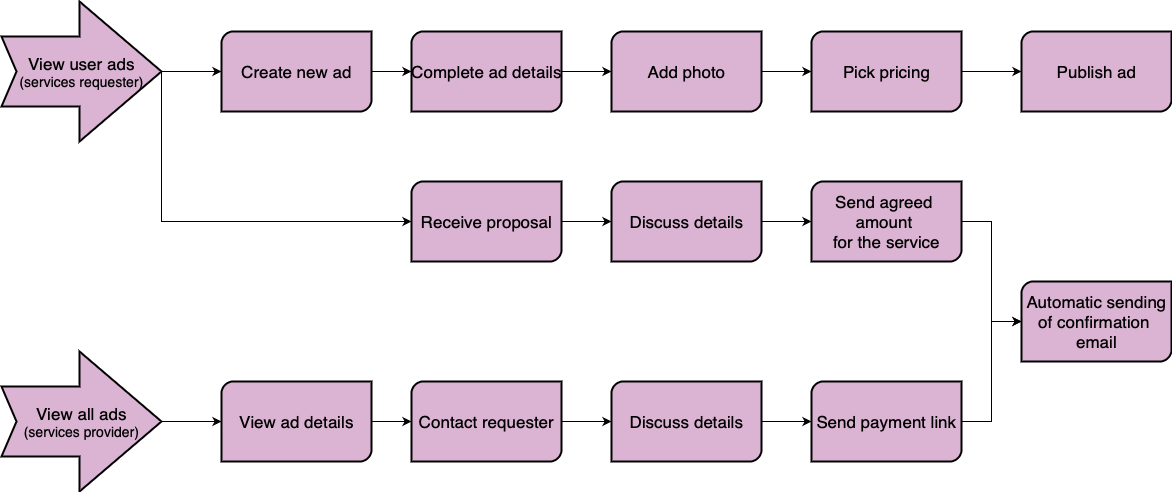 View user ads
(services requester)
Create new ad
Complete ad details
Add photo
Pick pricing
Publish ad
Receive proposal
Discuss details
Send agreed
amount
for the service
Automatic sending
of confirmation
email
View all ads
(services provider)
View ad details
Contact requester
Discuss details
Send payment link